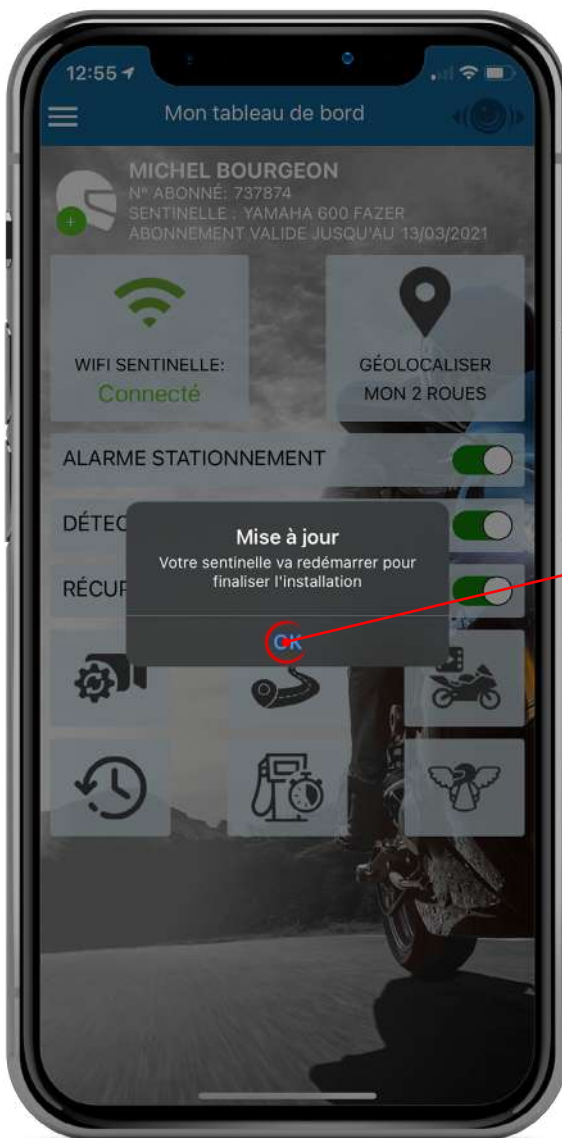 12:55
Mon tableau de bord
MICHEL BOURGEON
N° ABONNÉ: 737874
SENTINELLE : YAMAHA 600 FAZER
ABONNEMENT VALIDE JUSQU'AU 13/03/2021
WIFI SENTINELLE:
Connecté
GÉOLOCALISER
MON 2 ROUES
ALARME STATIONNEMENT
DÉTEC
RÉCUP
Mise à jour
Votre sentinelle va redémarrer pour
finaliser l'installation
OK